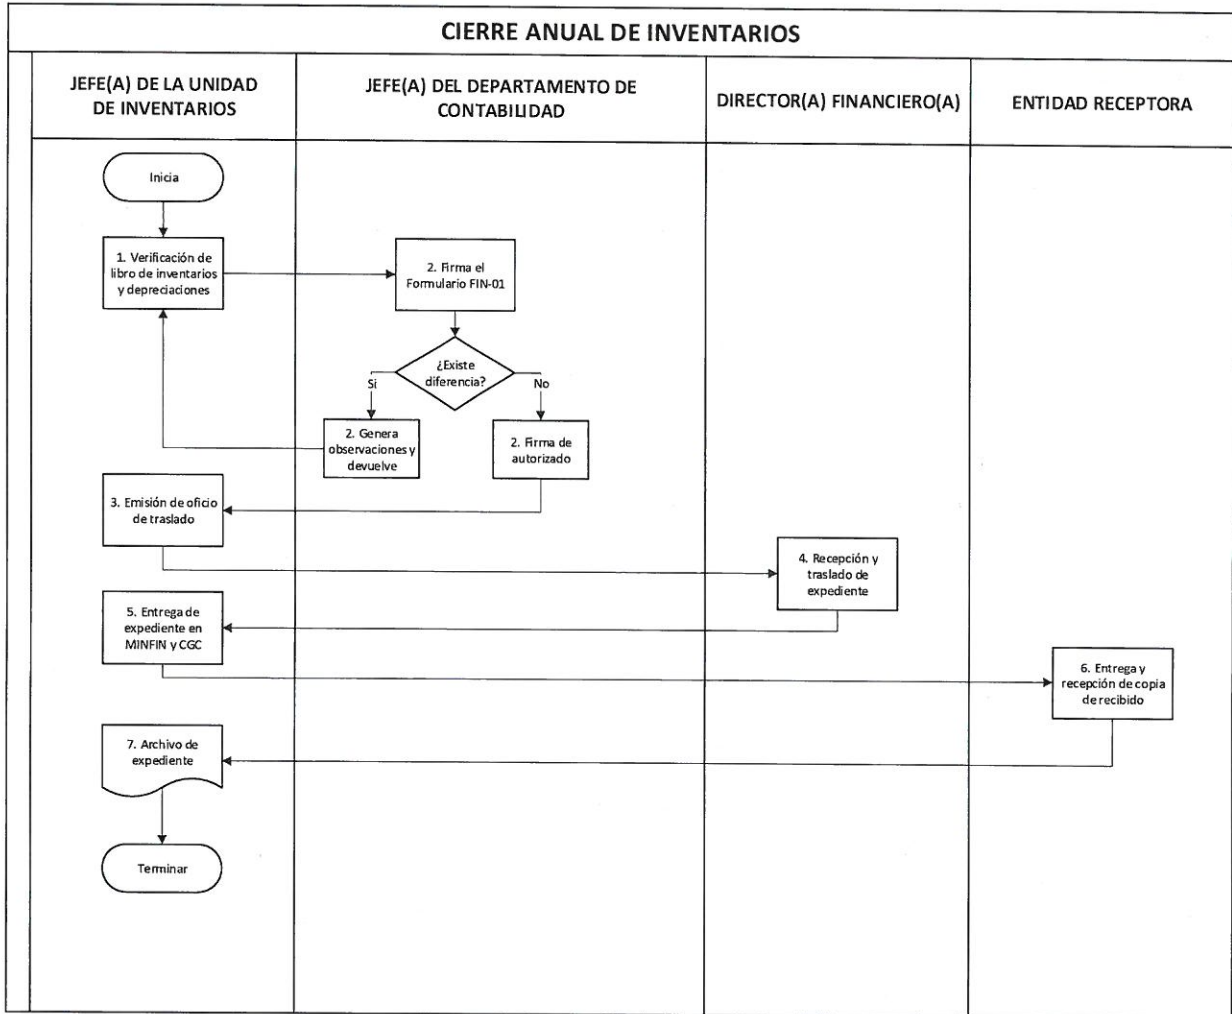 CIERRE ANUAL DE INVENTARIOS
JEFE(A) DE LA UNIDAD
DE INVENTARIOS
JEFE(A) DEL DEPARTAMENTO DE
CONTABILIDAD
DIRECTOR(A) FINANCIERO(A)
ENTIDAD RECEPTORA
Inicia
1. Verificación de
libro de inventarios
y depreciaciones
2. Firma el
Formulario FIN-01
¿Existe
diferencia?
Si
No
2. Genera
observaciones y
devuelve
2. Firma de
autorizado
3. Emisión de oficio
de traslado
4. Recepción y
traslado de
expediente
5. Entrega de
expediente en
MINFIN y CGC
6. Entrega y
recepción de copia
de recibido
7. Archivo de
expediente
Terminar